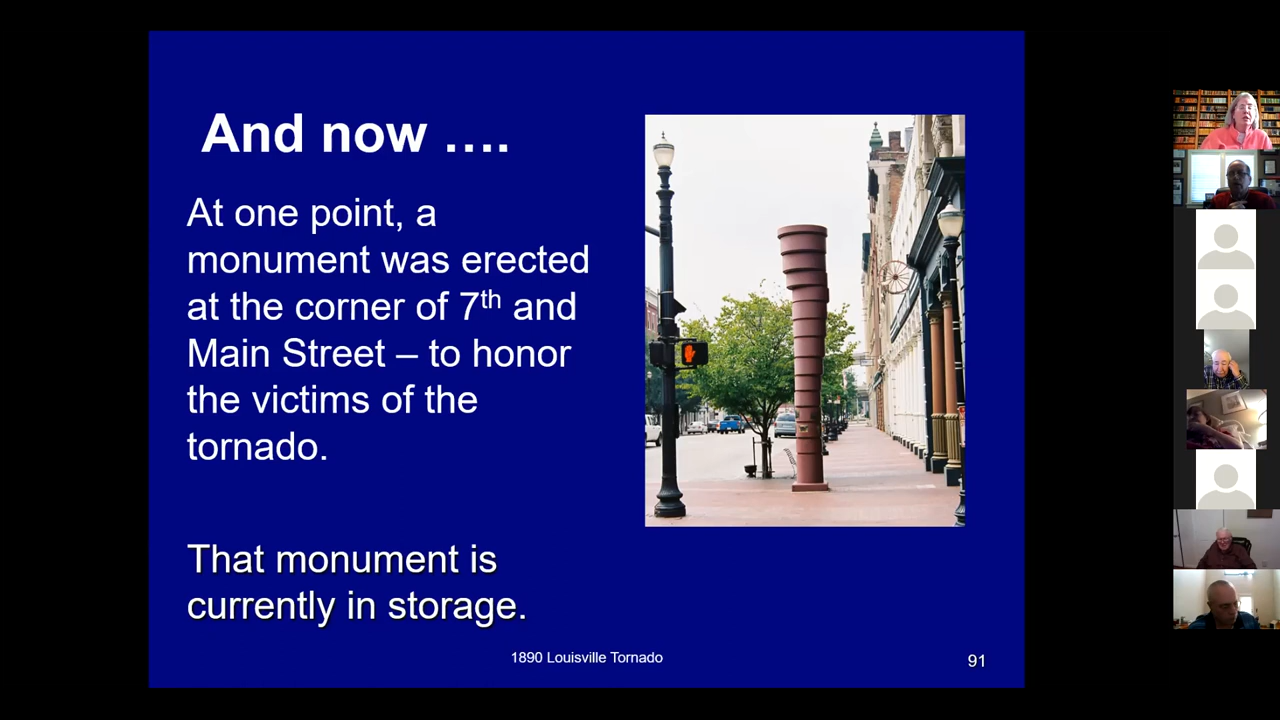 And now ….
At one point, a
monument was erected
at the corner of 7th and
Main Street – to honor
the victims of the
tornado.
That monument is
currently in storage.
1890 Louisville Tornado
91